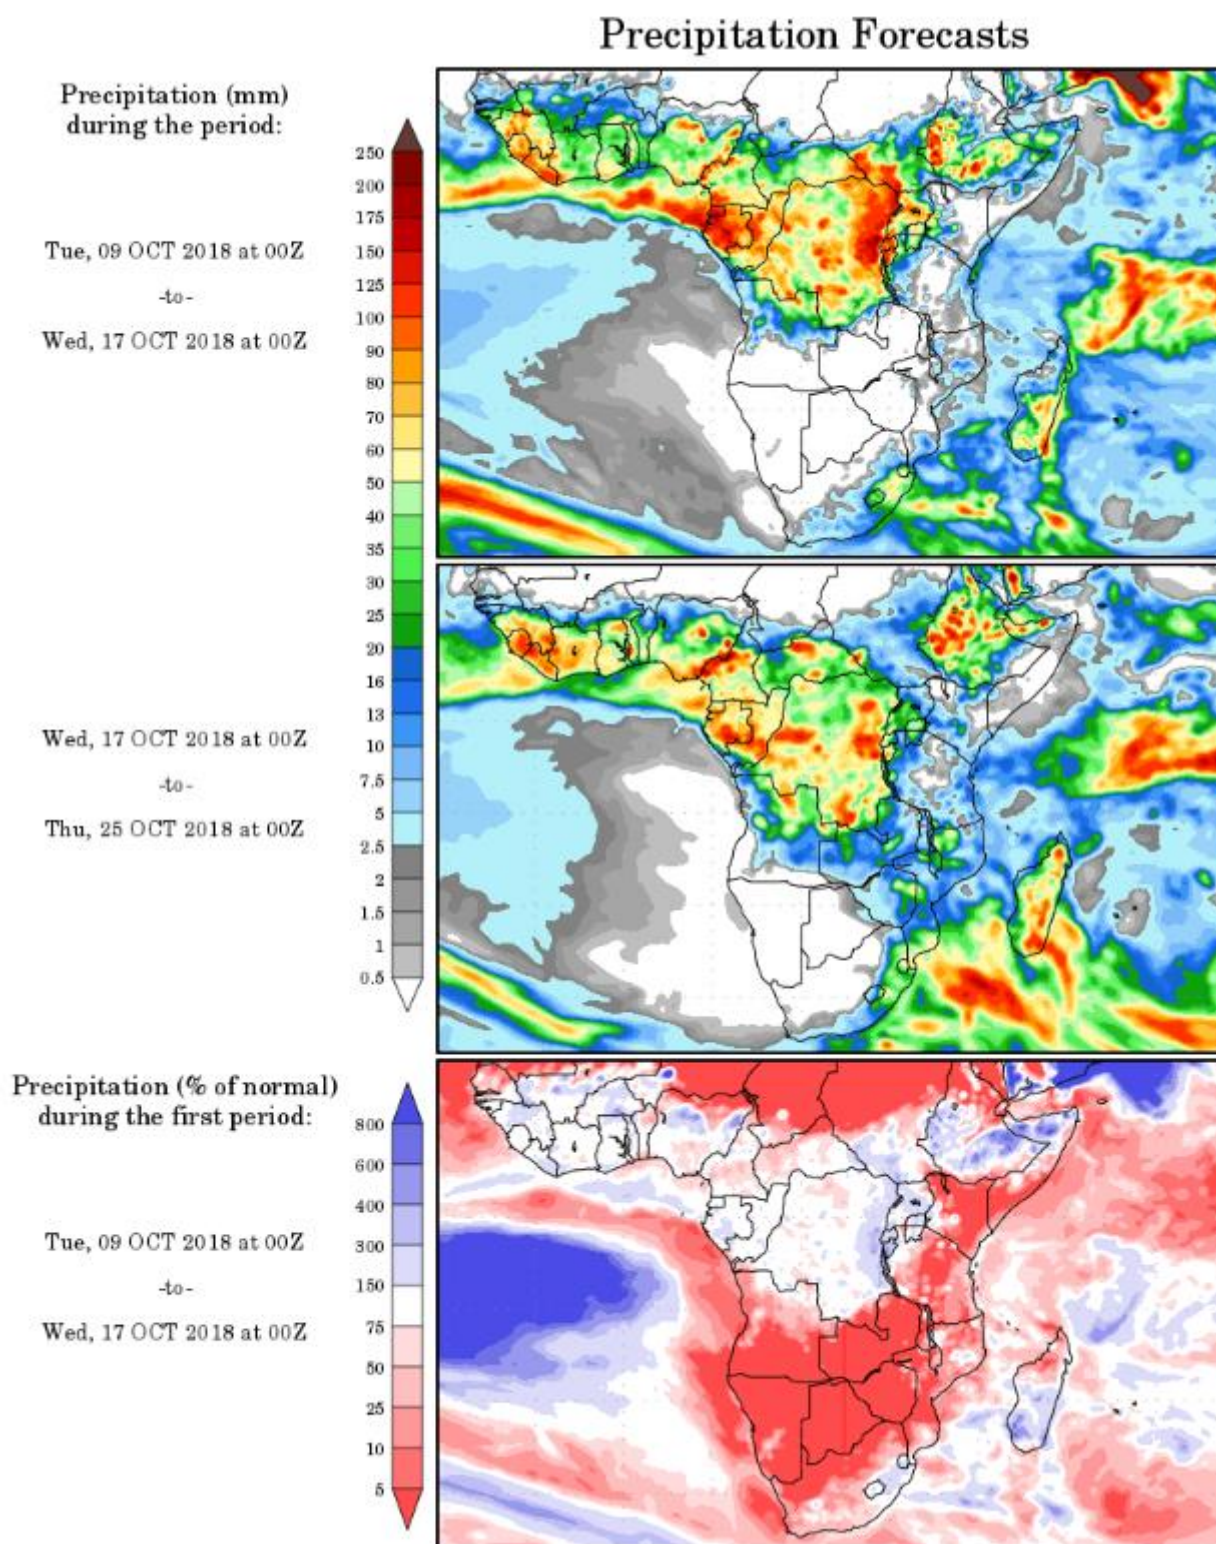 Precipitation Forecasts
Precipitation (mm)
during the period:
250
200
175
150
125
100
90
80
70
60
50
40
35
30
25
20
16
13
10
7.5
5
2.5
2
1.5
1
0.5
Tue, 09 OCT 2018 at 00Z
-to-
Wed, 17 OCT 2018 at 00Z
Wed, 17 OCT 2018 at 00Z
-to-
Thu, 25 OCT 2018 at 00Z
Precipitation (% of normal)
during the first period:
800
600
400
300
150
75
50
25
10
5
Tue, 09 OCT 2018 at 00Z
-to-
Wed, 17 OCT 2018 at 00Z